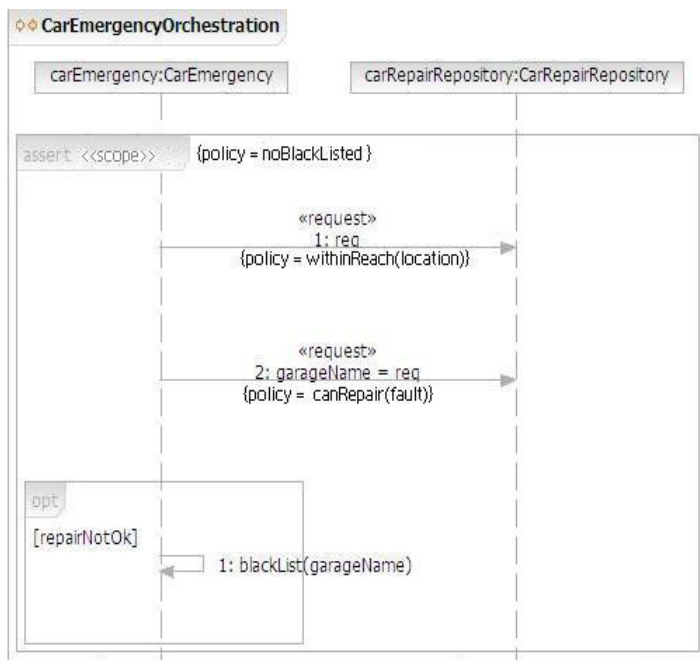 CarEmergencyOrchestration
carEmergency:CarEmergency
carRepairRepository:CarRepairRepository
assert <<scope>> {policy = noBlackListed }
«request»
1: req
{policy = withinReach(location)}
«request»
2: garageName = req
{policy = canRepair(fault)}
opt
[repairNotOk]
1: blackList(garageName)